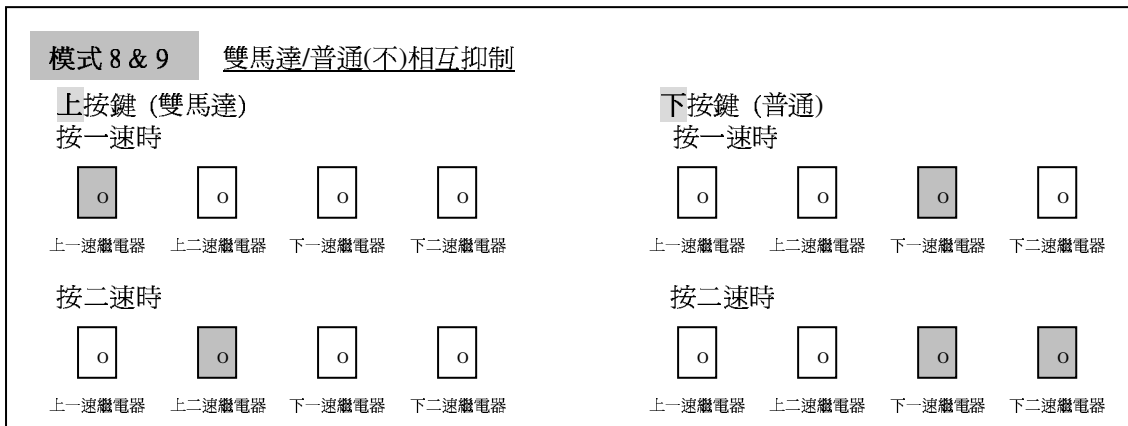 模式 8 & 9 雙馬達/普通(不)相互抑制
上按鍵 (雙馬達) 下按鍵 (普通)
按一速時 按一速時
o o o o o o o o
上一速繼電器 上二速繼電器 下一速繼電器 下二速繼電器 上一速繼電器 上二速繼電器 下一速繼電器 下二速繼電器
按二速時 按二速時
o o o o o o o o
上一速繼電器 上二速繼電器 下一速繼電器 下二速繼電器 上一速繼電器 上二速繼電器 下一速繼電器 下二速繼電器